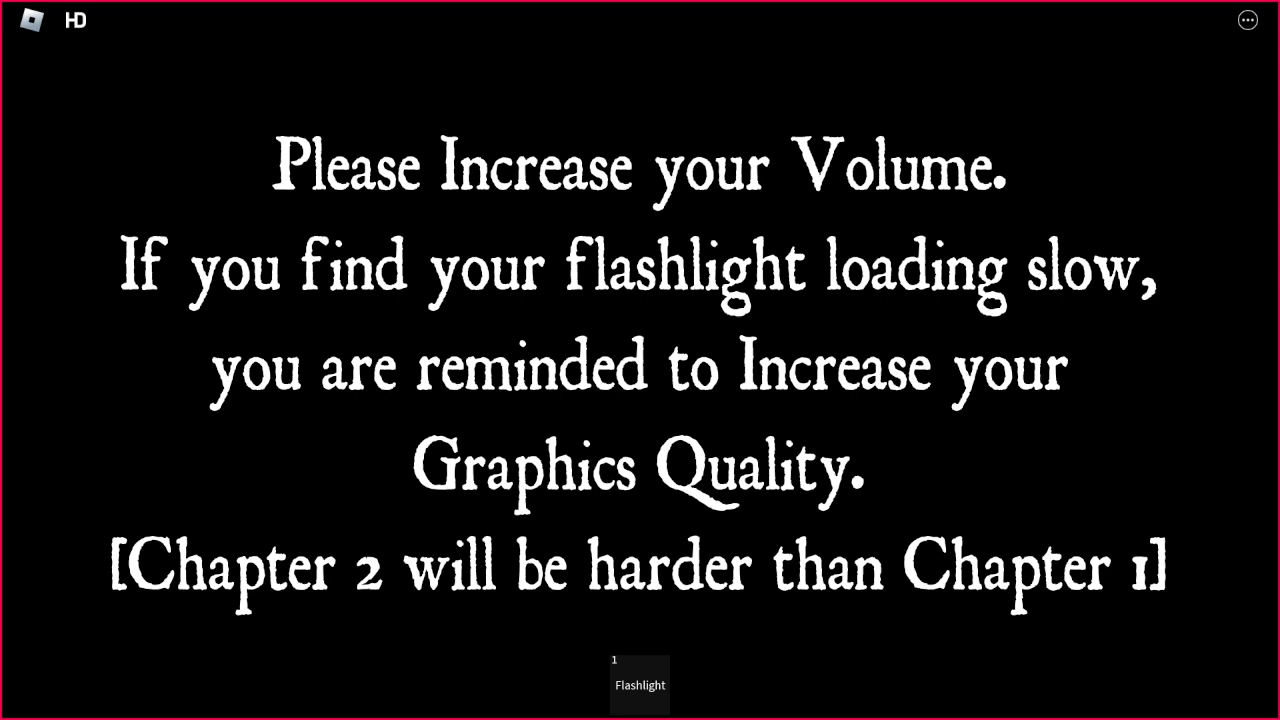 HD
Please Increase your Volume.
If you find your flashlight loading slow,
you are reminded to Increase your
Graphics Quality.
[Chapter 2 will be harder than Chapter 1]
1
Flashlight